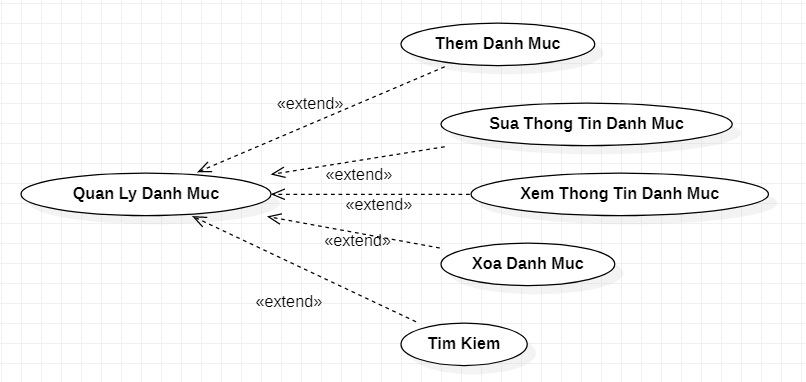 Them Danh Muc
«extend»
Sua Thong Tin Danh Muc
«extend»
Quan Ly Danh Muc
Xem Thong Tin Danh Muc
«extend»
«extend»
Xoa Danh Muc
«extend»
Tim Kiem